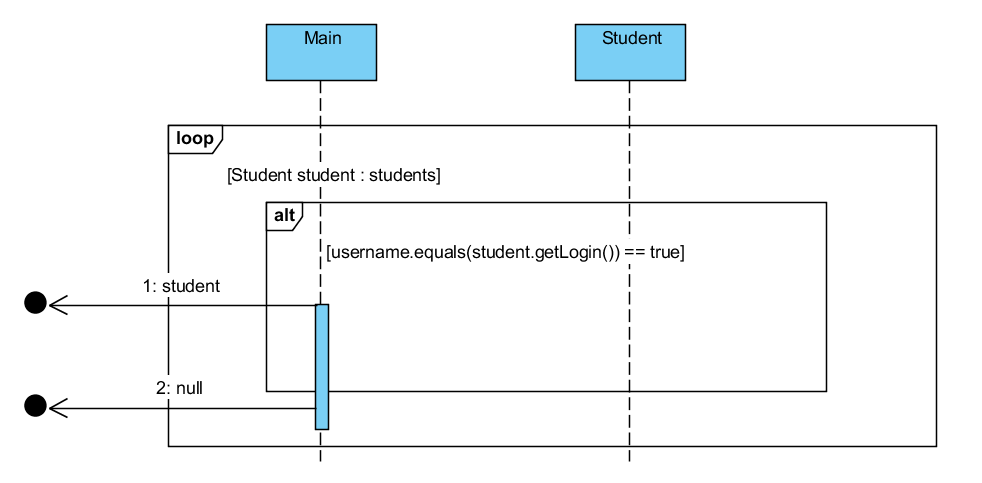 Main
Student
loop
[Student student : students]
alt
[username.equals(student.getLogin()) == true]
1: student
2: null